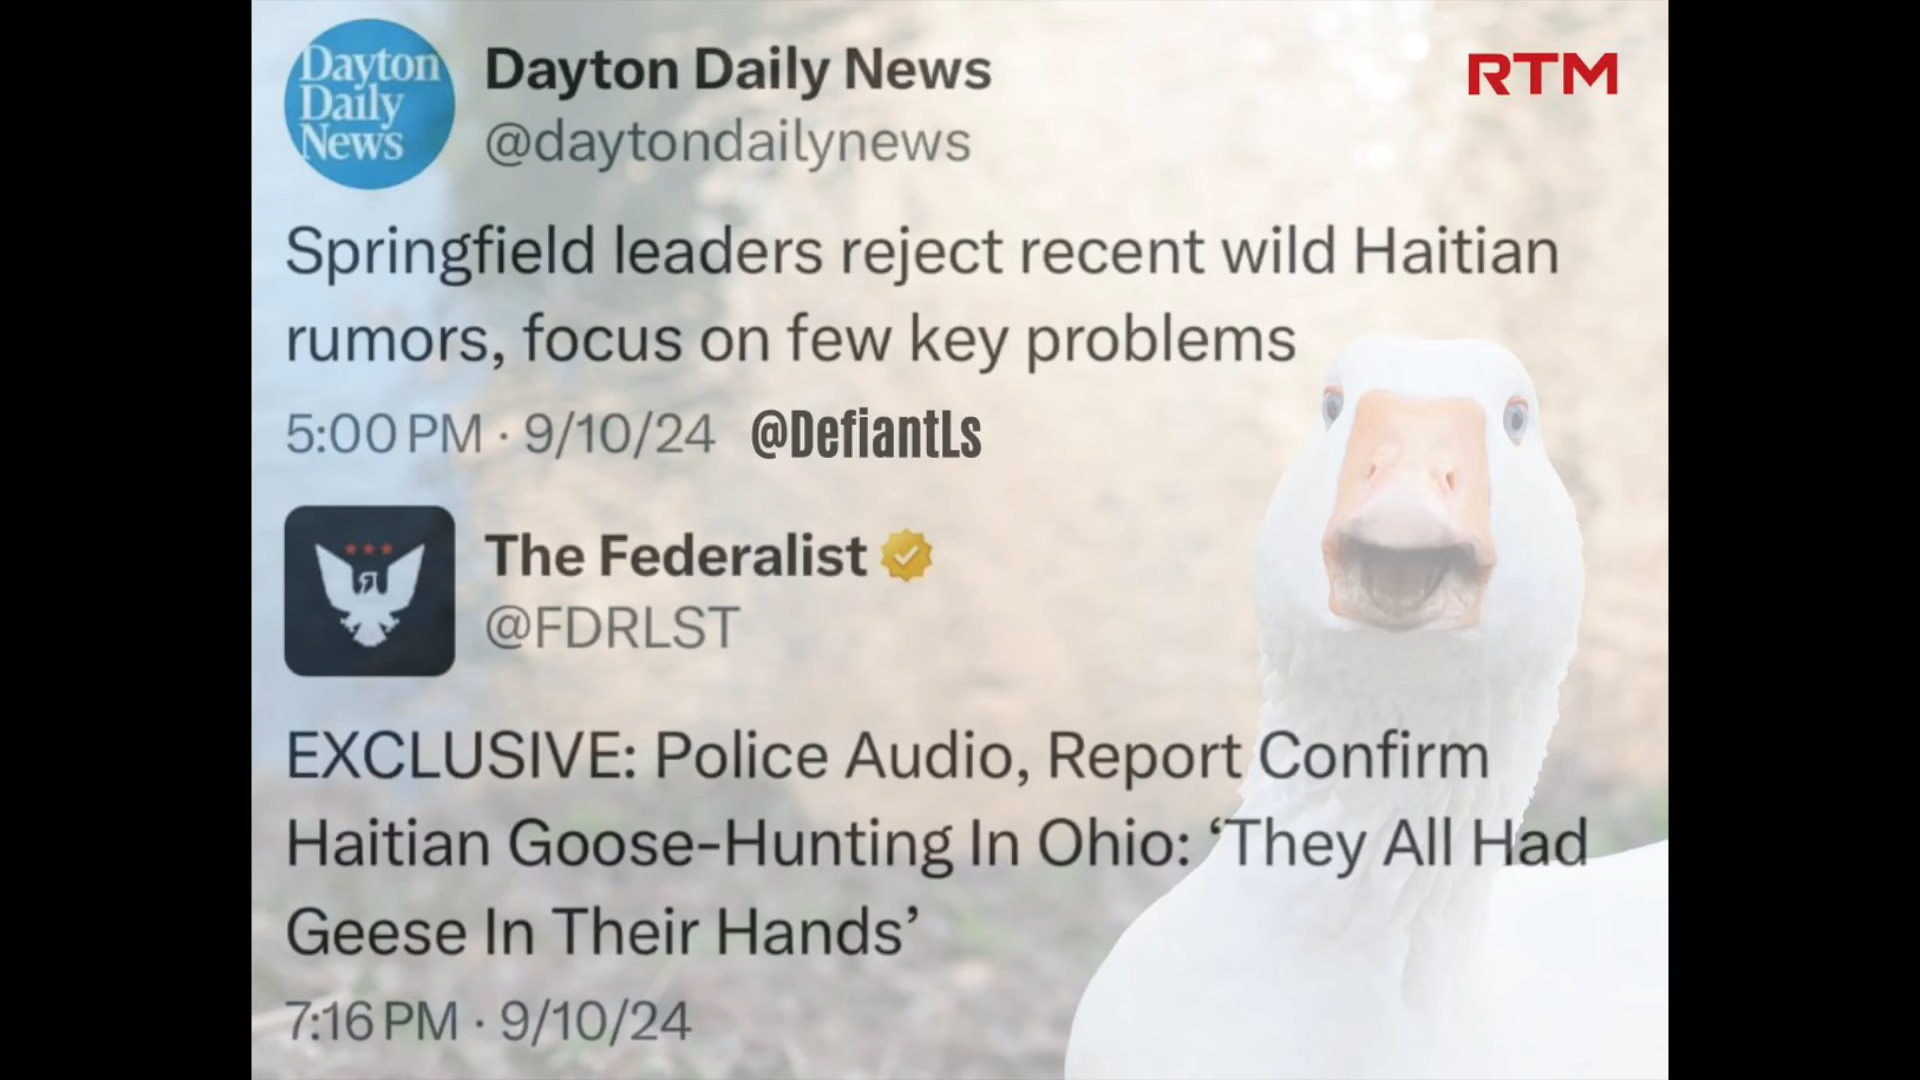 Dayton
Daily
News
Dayton Daily News
@daytondailynews
RTM
Springfield leaders reject recent wild Haitian
rumors, focus on few key problems
5:00 PM · 9/10/24 @DefiantLs
The Federalist
@FDRLST
EXCLUSIVE: Police Audio, Report Confirm
Haitian Goose-Hunting In Ohio: ‘They All Had
Geese In Their Hands’
7:16 PM · 9/10/24